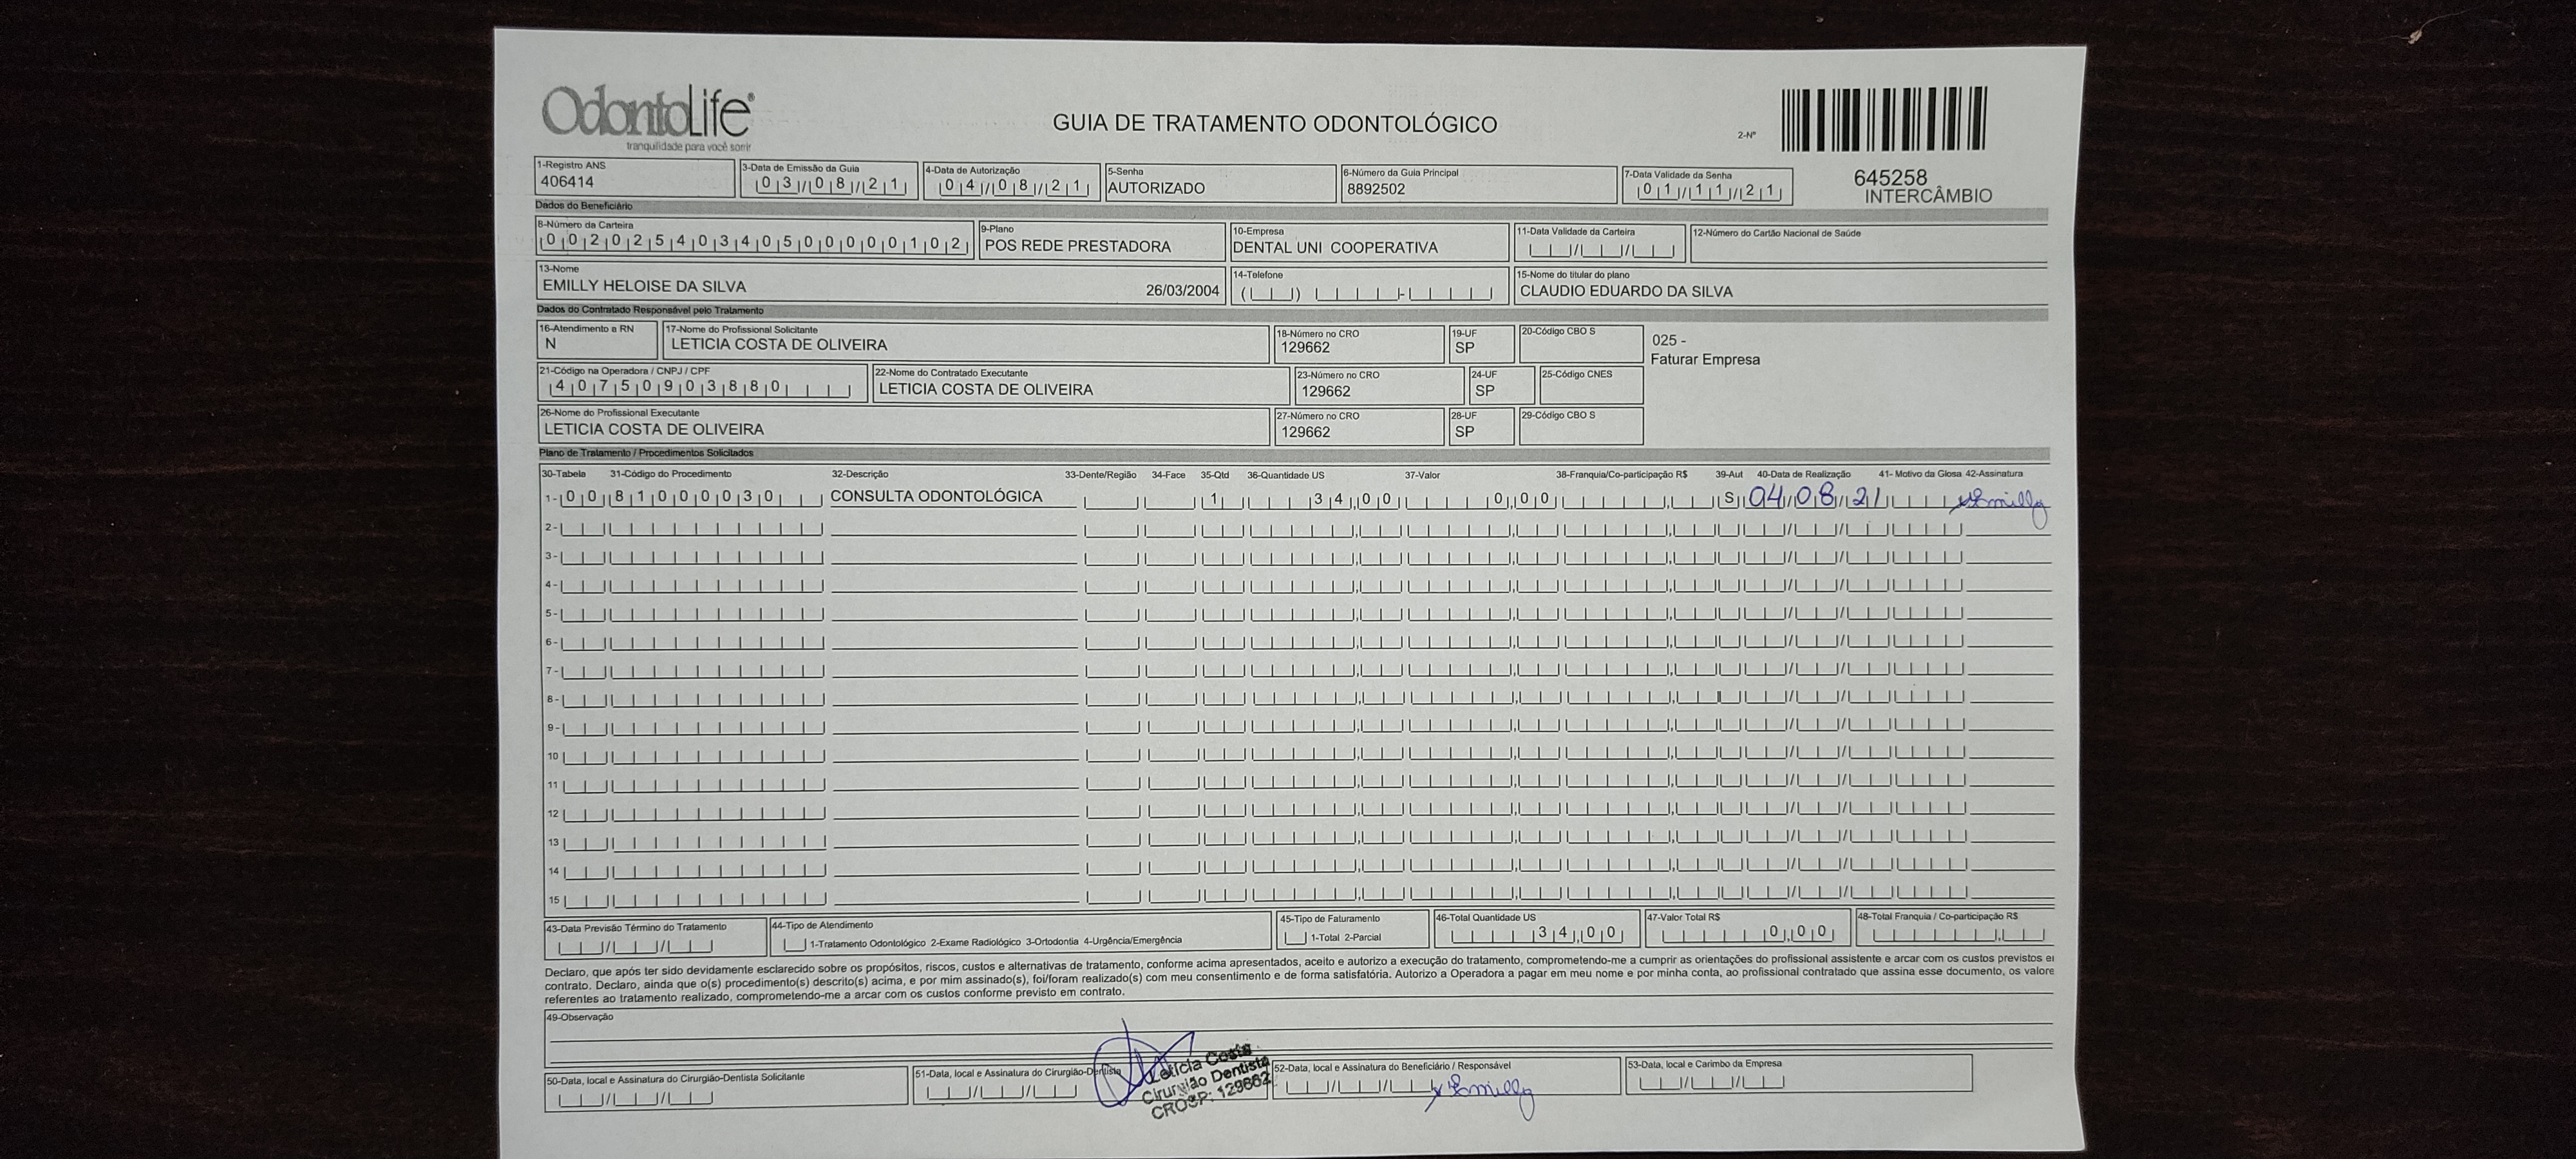 OdontoLife®
tranquilidade para você sorrir
GUIA DE TRATAMENTO ODONTOLÓGICO
2-Nº
645258
INTERCÂMBIO
1-Registro ANS
406414
3-Data de Emissão da Guia
03/08/21
4-Data de Autorização
04/08/21
5-Senha
AUTORIZADO
6-Número da Guia Principal
8892502
7-Data Validade da Senha
01/11/21
Dados do Beneficiário
8-Número da Carteira
00202540340500000102
9-Plano
POS REDE PRESTADORA
10-Empresa
DENTAL UNI COOPERATIVA
11-Data Validade da Carteira
12-Número do Cartão Nacional de Saúde
13-Nome
EMILLY HELOISE DA SILVA 26/03/2004
14-Telefone
15-Nome do titular do plano
CLAUDIO EDUARDO DA SILVA
Dados do Contratado Responsável pelo Tratamento
16-Atendimento a RN
N
17-Nome do Profissional Solicitante
LETICIA COSTA DE OLIVEIRA
18-Número no CRO
129662
19-UF
SP
20-Código CBO S
025 -
Faturar Empresa
21-Código na Operadora / CNPJ / CPF
40750903880
22-Nome do Contratado Executante
LETICIA COSTA DE OLIVEIRA
23-Número no CRO
129662
24-UF
SP
25-Código CNES
26-Nome do Profissional Executante
LETICIA COSTA DE OLIVEIRA
27-Número no CRO
129662
28-UF
SP
29-Código CBO S
Plano de Tratamento / Procedimentos Solicitados
30-Tabela 31-Código do Procedimento 32-Descrição 33-Dente/Região 34-Face 35-Qtd 36-Quantidade US 37-Valor 38-Franquia/Co-participação R$ 39-Aut 40-Data de Realização 41- Motivo da Glosa 42-Assinatura
1- 00 81000030 CONSULTA ODONTOLÓGICA 1 34,00 0,00 S 04/08/21 x Emilly
2-
3-
4-
5-
6-
7-
8-
9-
10
11
12
13
14
15
43-Data Previsão Término do Tratamento
44-Tipo de Atendimento
1-Tratamento Odontológico 2-Exame Radiológico 3-Ortodontia 4-Urgência/Emergência
45-Tipo de Faturamento
1-Total 2-Parcial
46-Total Quantidade US
34,00
47-Valor Total R$
0,00
48-Total Franquia / Co-participação R$
Declaro, que após ter sido devidamente esclarecido sobre os propósitos, riscos, custos e alternativas de tratamento, conforme acima apresentados, aceito e autorizo a execução do tratamento, comprometendo-me a cumprir as orientações do profissional assistente e arcar com os custos previstos e
contrato. Declaro, ainda que o(s) procedimento(s) descrito(s) acima, e por mim assinado(s), foi/foram realizado(s) com meu consentimento e de forma satisfatória. Autorizo a Operadora a pagar em meu nome e por minha conta, ao profissional contratado que assina esse documento, os valore
referentes ao tratamento realizado, comprometendo-me a arcar com os custos conforme previsto em contrato.
49-Observação
50-Data, local e Assinatura do Cirurgião-Dentista Solicitante
51-Data, local e Assinatura do Cirurgião-Dentista
Letícia Costa
Cirurgião Dentista
CROSP: 129662
52-Data, local e Assinatura do Beneficiário / Responsável
x Emilly
53-Data, local e Carimbo da Empresa